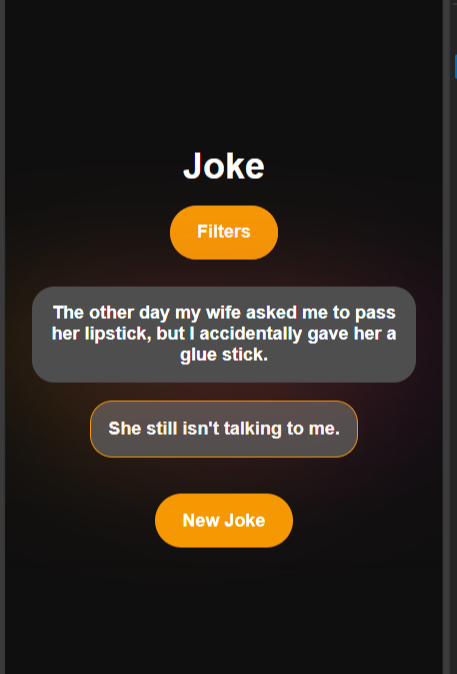 Joke
Filters
The other day my wife asked me to pass
her lipstick, but I accidentally gave her a
glue stick.
She still isn't talking to me.
New Joke